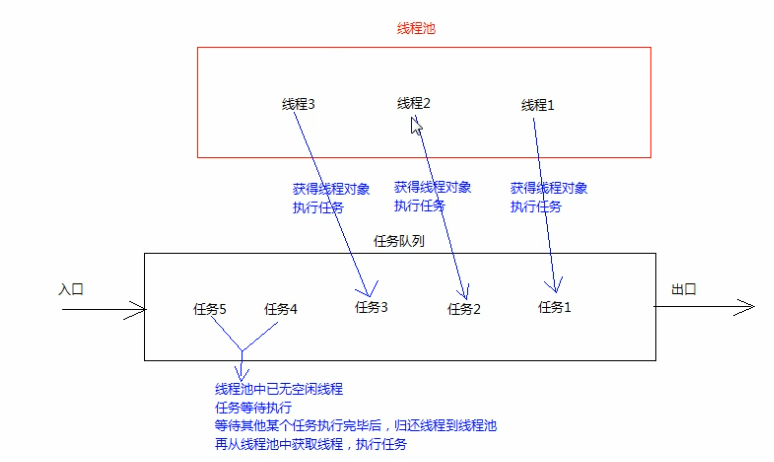 线程池
线程3
线程2
线程1
获得线程对象
执行任务
获得线程对象
执行任务
获得线程对象
执行任务
任务队列
入口
出口
任务5
任务4
任务3
任务2
任务1
线程池中已无空闲线程
任务等待执行
等待其他某个任务执行完毕后，归还线程到线程池
再从线程池中获取线程，执行任务